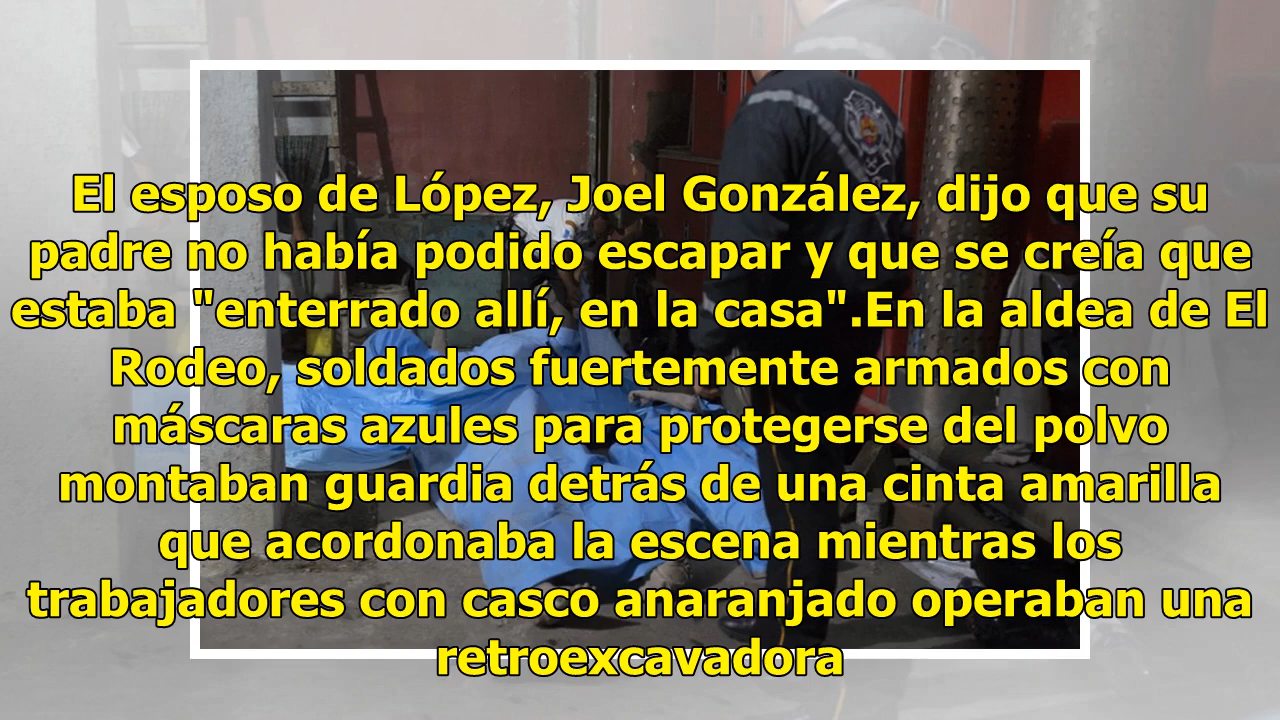 El esposo de López, Joel González, dijo que su
padre no había podido escapar y que se creía que
estaba "enterrado allí, en la casa".En la aldea de El
Rodeo, soldados fuertemente armados con
máscaras azules para protegerse del polvo
montaban guardia detrás de una cinta amarilla
que acordonaba la escena mientras los
trabajadores con casco anaranjado operaban una
retroexcavadora